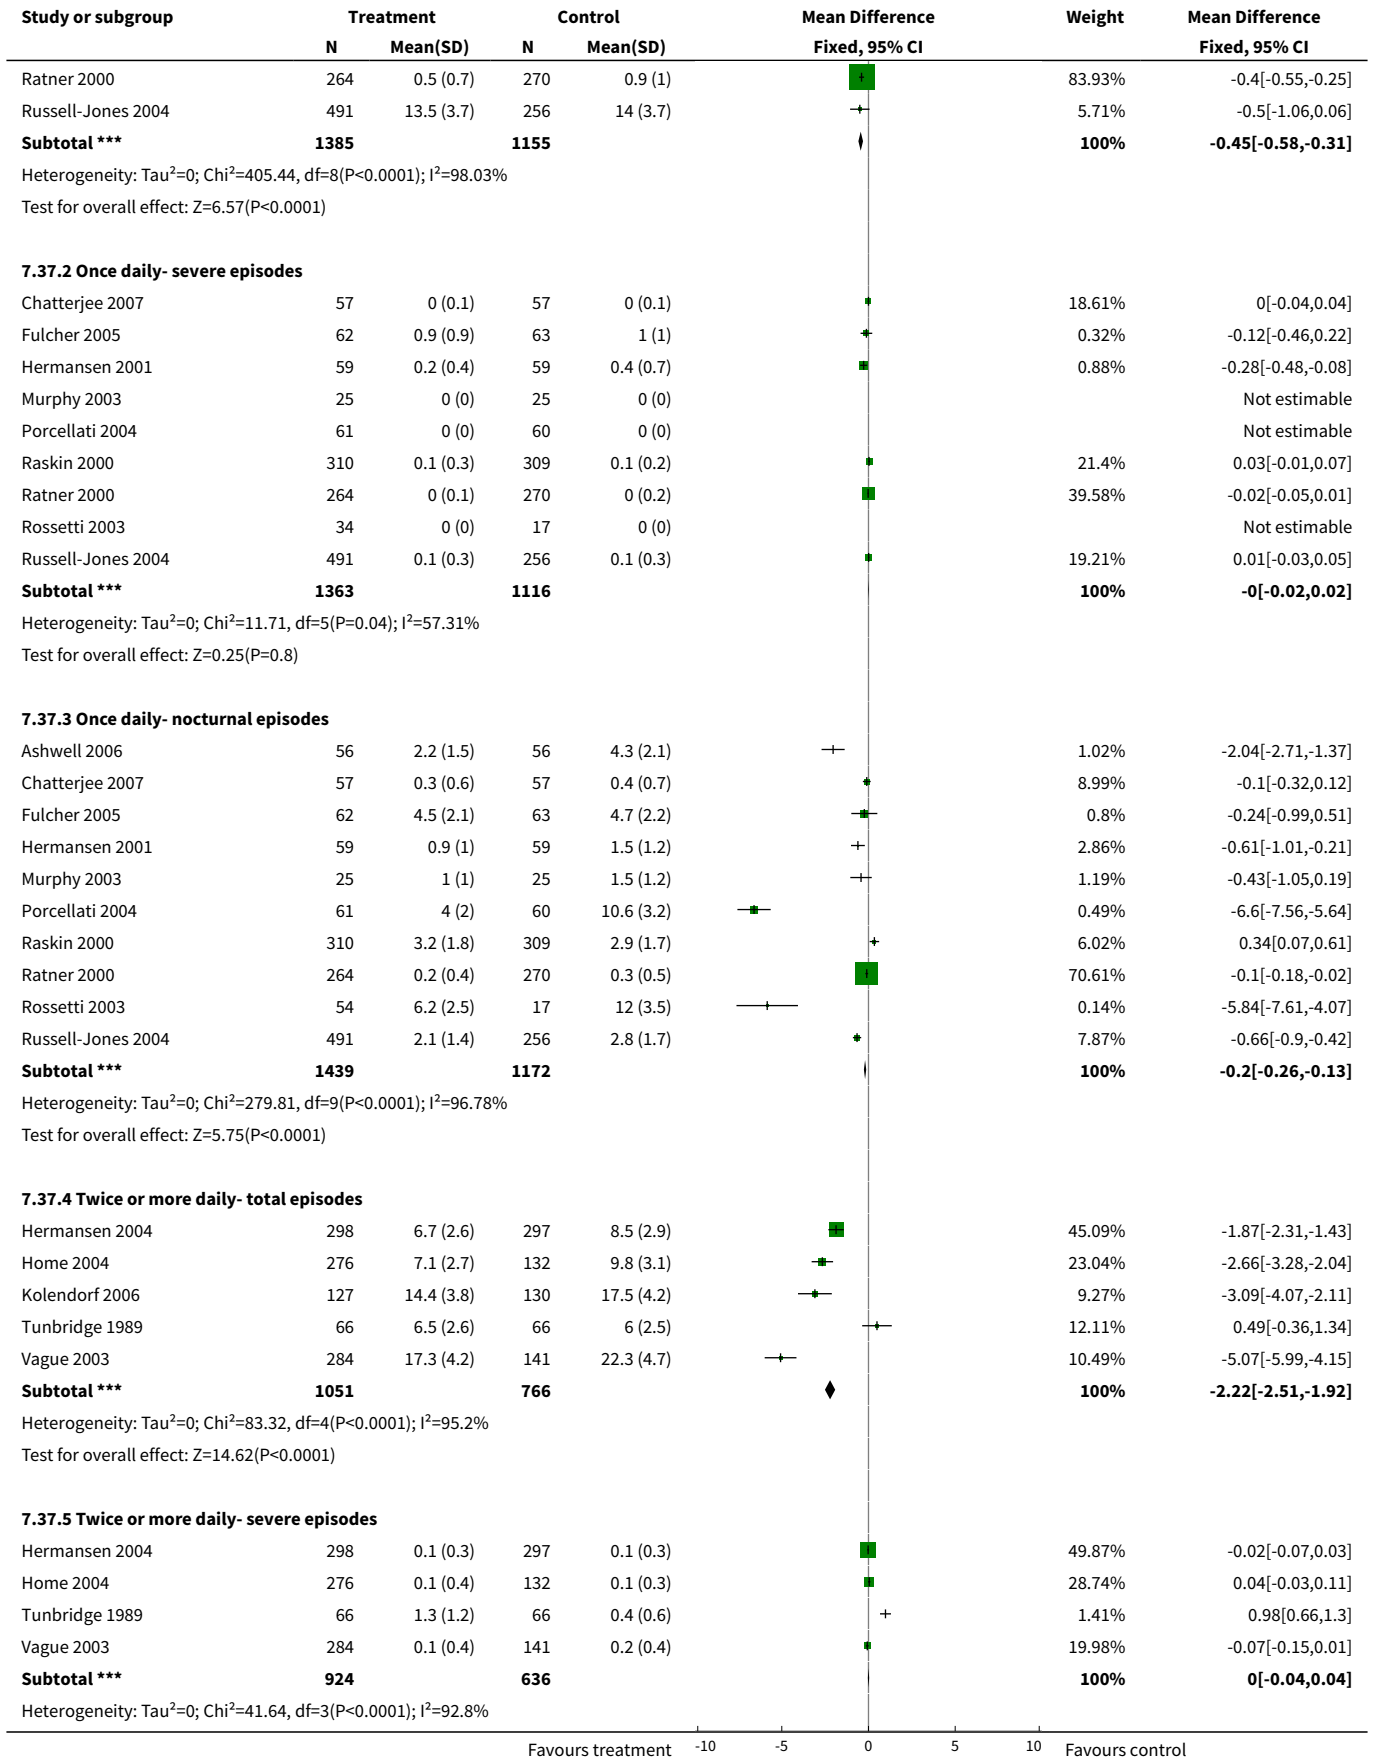 Study or subgroup Treatment Control Mean Difference Weight Mean Difference
N Mean(SD) N Mean(SD) Fixed, 95% CI Fixed, 95% CI
Ratner 2000 264 0.5 (0.7) 270 0.9 (1) 83.93% -0.4[-0.55,-0.25]
Russell-Jones 2004 491 13.5 (3.7) 256 14 (3.7) 5.71% -0.5[-1.06,0.06]
Subtotal *** 1385 1155 100% -0.45[-0.58,-0.31]
Heterogeneity: Tau²=0; Chi²=405.44, df=8(P<0.0001); I²=98.03%
Test for overall effect: Z=6.57(P<0.0001)
7.37.2 Once daily- severe episodes
Chatterjee 2007 57 0 (0.1) 57 0 (0.1) 18.61% 0[-0.04,0.04]
Fulcher 2005 62 0.9 (0.9) 63 1 (1) 0.32% -0.12[-0.46,0.22]
Hermansen 2001 59 0.2 (0.4) 59 0.4 (0.7) 0.88% -0.28[-0.48,-0.08]
Murphy 2003 25 0 (0) 25 0 (0) Not estimable
Porcellati 2004 61 0 (0) 60 0 (0) Not estimable
Raskin 2000 310 0.1 (0.3) 309 0.1 (0.2) 21.4% 0.03[-0.01,0.07]
Ratner 2000 264 0 (0.1) 270 0 (0.2) 39.58% -0.02[-0.05,0.01]
Rossetti 2003 34 0 (0) 17 0 (0) Not estimable
Russell-Jones 2004 491 0.1 (0.3) 256 0.1 (0.3) 19.21% 0.01[-0.03,0.05]
Subtotal *** 1363 1116 100% -0[-0.02,0.02]
Heterogeneity: Tau²=0; Chi²=11.71, df=5(P=0.04); I²=57.31%
Test for overall effect: Z=0.25(P=0.8)
7.37.3 Once daily- nocturnal episodes
Ashwell 2006 56 2.2 (1.5) 56 4.3 (2.1) 1.02% -2.04[-2.71,-1.37]
Chatterjee 2007 57 0.3 (0.6) 57 0.4 (0.7) 8.99% -0.1[-0.32,0.12]
Fulcher 2005 62 4.5 (2.1) 63 4.7 (2.2) 0.8% -0.24[-0.99,0.51]
Hermansen 2001 59 0.9 (1) 59 1.5 (1.2) 2.86% -0.61[-1.01,-0.21]
Murphy 2003 25 1 (1) 25 1.5 (1.2) 1.19% -0.43[-1.05,0.19]
Porcellati 2004 61 4 (2) 60 10.6 (3.2) 0.49% -6.6[-7.56,-5.64]
Raskin 2000 310 3.2 (1.8) 309 2.9 (1.7) 6.02% 0.34[0.07,0.61]
Ratner 2000 264 0.2 (0.4) 270 0.3 (0.5) 70.61% -0.1[-0.18,-0.02]
Rossetti 2003 54 6.2 (2.5) 17 12 (3.5) 0.14% -5.84[-7.61,-4.07]
Russell-Jones 2004 491 2.1 (1.4) 256 2.8 (1.7) 7.87% -0.66[-0.9,-0.42]
Subtotal *** 1439 1172 100% -0.2[-0.26,-0.13]
Heterogeneity: Tau²=0; Chi²=279.81, df=9(P<0.0001); I²=96.78%
Test for overall effect: Z=5.75(P<0.0001)
7.37.4 Twice or more daily- total episodes
Hermansen 2004 298 6.7 (2.6) 297 8.5 (2.9) 45.09% -1.87[-2.31,-1.43]
Home 2004 276 7.1 (2.7) 132 9.8 (3.1) 23.04% -2.66[-3.28,-2.04]
Kolendorf 2006 127 14.4 (3.8) 130 17.5 (4.2) 9.27% -3.09[-4.07,-2.11]
Tunbridge 1989 66 6.5 (2.6) 66 6 (2.5) 12.11% 0.49[-0.36,1.34]
Vague 2003 284 17.3 (4.2) 141 22.3 (4.7) 10.49% -5.07[-5.99,-4.15]
Subtotal *** 1051 766 100% -2.22[-2.51,-1.92]
Heterogeneity: Tau²=0; Chi²=83.32, df=4(P<0.0001); I²=95.2%
Test for overall effect: Z=14.62(P<0.0001)
7.37.5 Twice or more daily- severe episodes
Hermansen 2004 298 0.1 (0.3) 297 0.1 (0.3) 49.87% -0.02[-0.07,0.03]
Home 2004 276 0.1 (0.4) 132 0.1 (0.3) 28.74% 0.04[-0.03,0.11]
Tunbridge 1989 66 1.3 (1.2) 66 0.4 (0.6) 1.41% 0.98[0.66,1.3]
Vague 2003 284 0.1 (0.4) 141 0.2 (0.4) 19.98% -0.07[-0.15,0.01]
Subtotal *** 924 636 100% 0[-0.04,0.04]
Heterogeneity: Tau²=0; Chi²=41.64, df=3(P<0.0001); I²=92.8%
Favours treatment -10 -5 0 5 10 Favours control